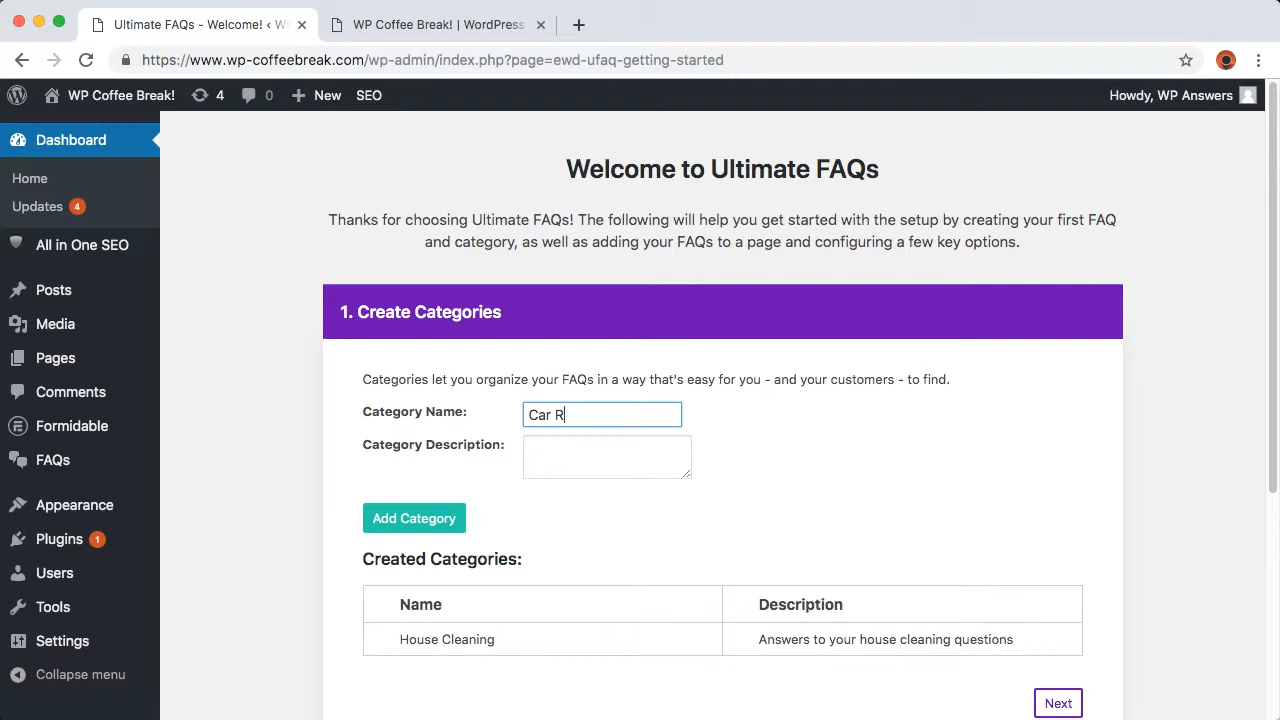 Ultimate FAQs - Welcome! ‹ W
WP Coffee Break! | WordPress
https://www.wp-coffeebreak.com/wp-admin/index.php?page=ewd-ufaq-getting-started
WP Coffee Break! 4 0 New SEO
Howdy, WP Answers
Dashboard
Home
Updates 4
All in One SEO
Posts
Media
Pages
Comments
Formidable
FAQs
Appearance
Plugins 1
Users
Tools
Settings
Collapse menu
Welcome to Ultimate FAQs
Thanks for choosing Ultimate FAQs! The following will help you get started with the setup by creating your first FAQ
and category, as well as adding your FAQs to a page and configuring a few key options.
1. Create Categories
Categories let you organize your FAQs in a way that's easy for you - and your customers - to find.
Category Name: Car R
Category Description:
Add Category
Created Categories:
Name Description
House Cleaning Answers to your house cleaning questions
Next